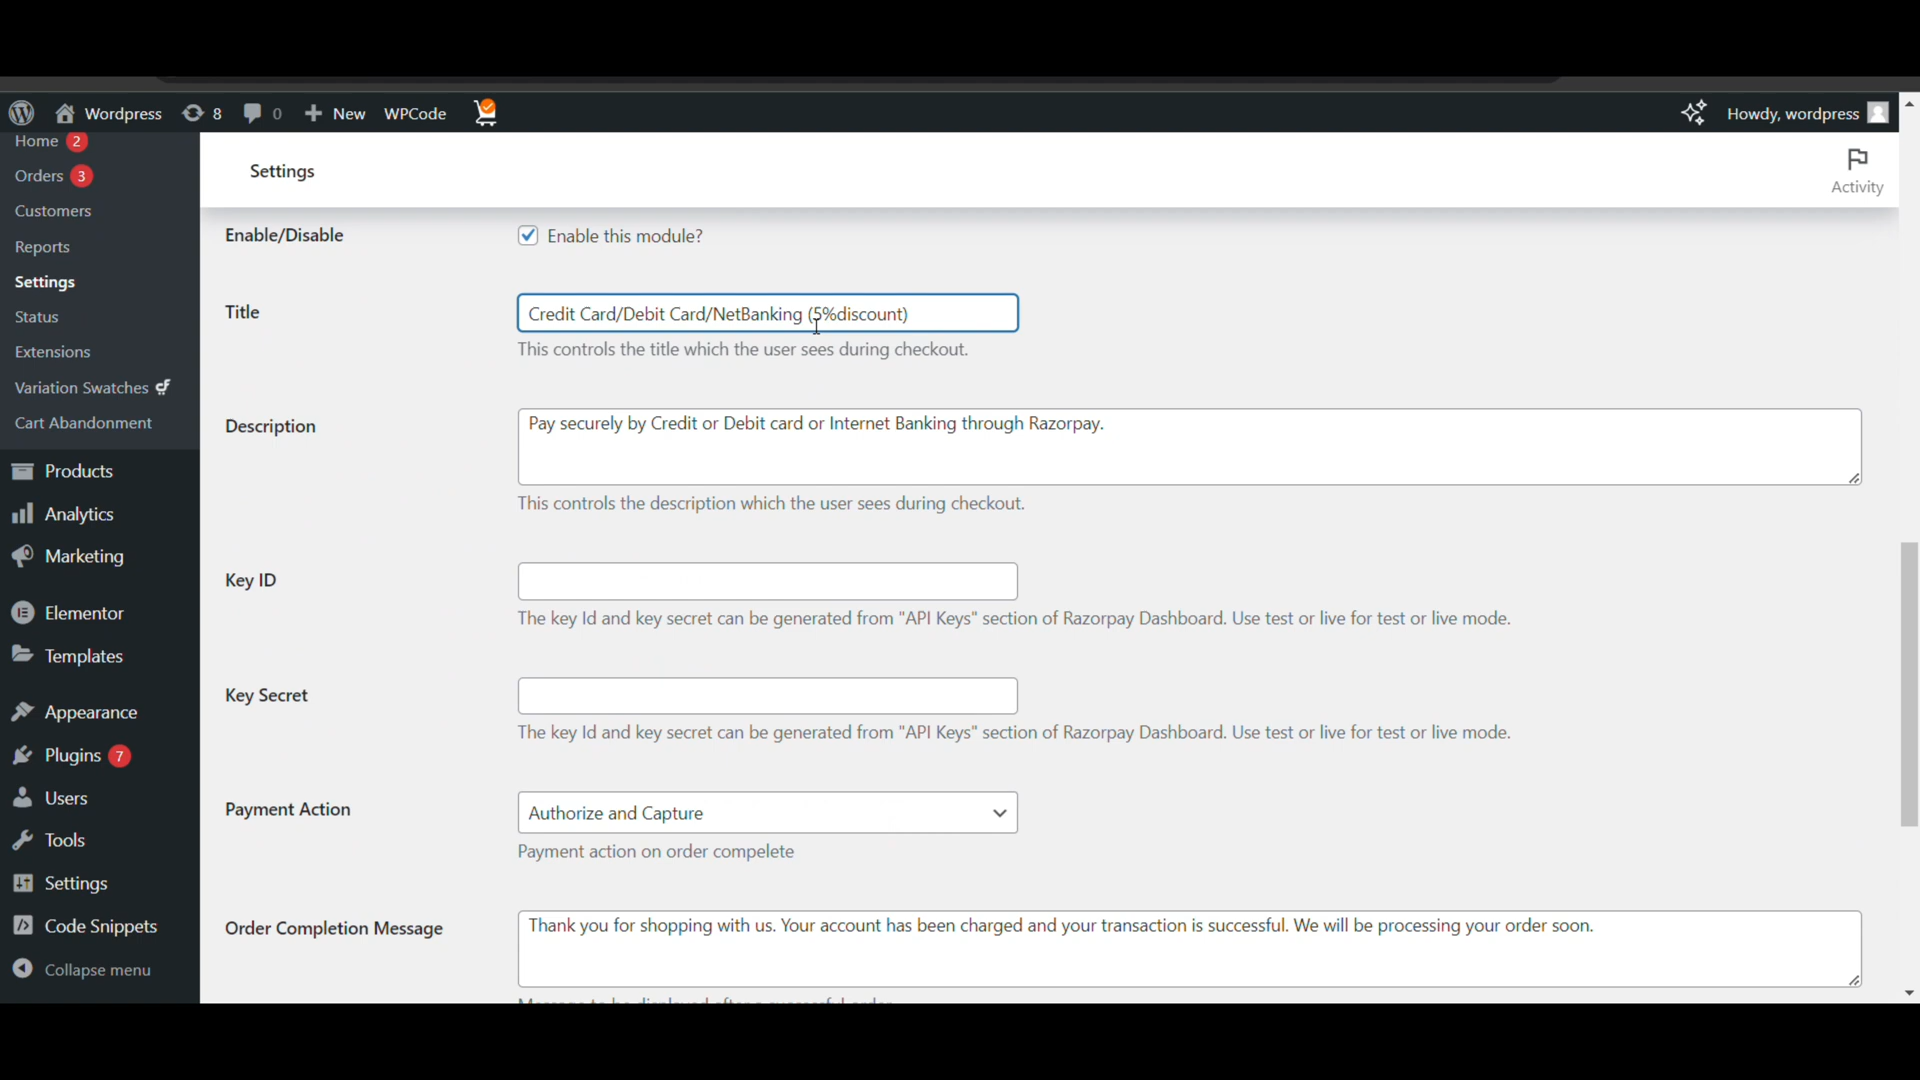 Wordpress 8 0 New WPCode Howdy, wordpress
Home 2
Orders 3
Customers
Reports
Settings
Status
Extensions
Variation Swatches
Cart Abandonment
Products
Analytics
Marketing
Elementor
Templates
Appearance
Plugins 7
Users
Tools
Settings
Code Snippets
Collapse menu
Settings
Activity
Enable/Disable
Enable this module?
Title
Credit Card/Debit Card/NetBanking (5%discount)
This controls the title which the user sees during checkout.
Description
Pay securely by Credit or Debit card or Internet Banking through Razorpay.
This controls the description which the user sees during checkout.
Key ID
The key Id and key secret can be generated from "API Keys" section of Razorpay Dashboard. Use test or live for test or live mode.
Key Secret
The key Id and key secret can be generated from "API Keys" section of Razorpay Dashboard. Use test or live for test or live mode.
Payment Action
Authorize and Capture
Payment action on order compelete
Order Completion Message
Thank you for shopping with us. Your account has been charged and your transaction is successful. We will be processing your order soon.